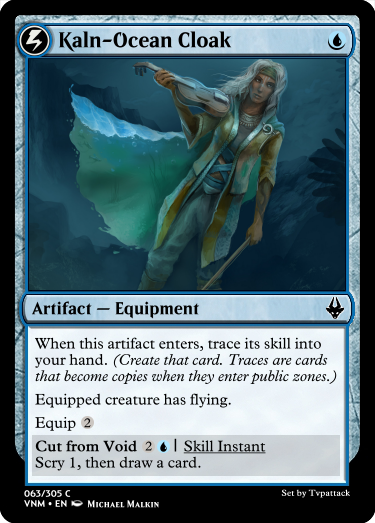 Kaln-Ocean Cloak
Artifact — Equipment
When this artifact enters, trace its skill into
your hand. (Create that card. Traces are cards
that become copies when they enter public zones.)
Equipped creature has flying.
Equip 2
Cut from Void 2 | Skill Instant
Scry 1, then draw a card.
063/305 C
VNM • EN Michael Malkin
Set by Tvpattack